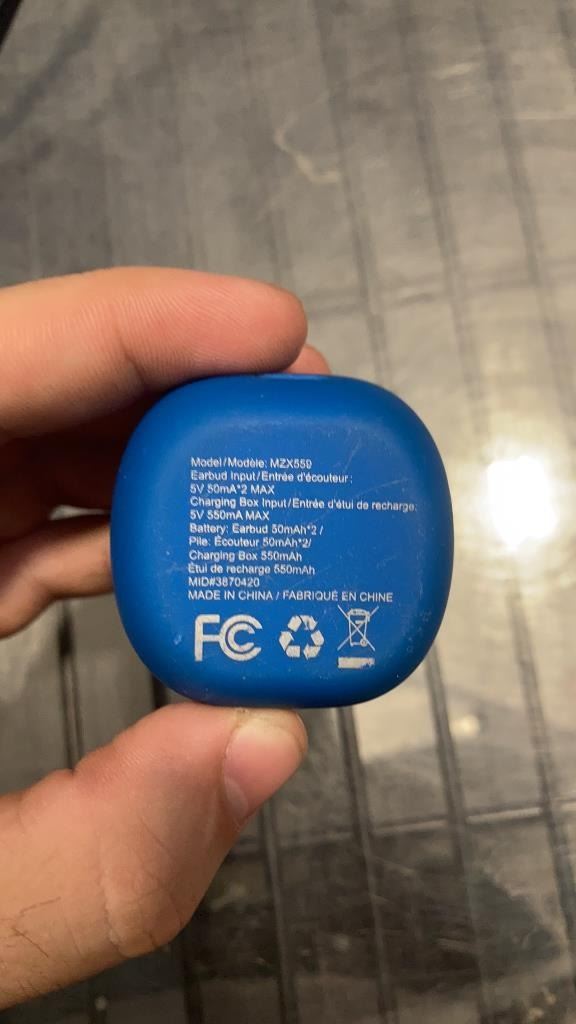 Model/Modèle: MZX559
Earbud Input/Entrée d'écouteur:
5V 50mA*2 MAX
Charging Box Input/Entrée d'étui de recharge:
5V 550mA MAX
Battery: Earbud 50mAh*2 /
Pile: Écouteur 50mAh*2/
Charging Box 550mAh
Étui de recharge 550mAh
MID#3870420
MADE IN CHINA / FABRIQUÉ EN CHINE
FC